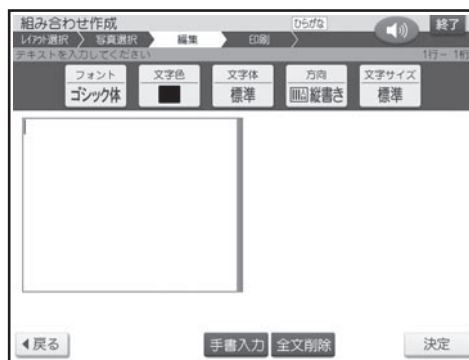 組み合わせ作成 ひらがな 終了
ﾚｲｱｳﾄ選択 写真選択 編集 印刷
テキストを入力してください 1行− 1桁
フォント 文字色 文字体 方向 文字サイズ
ゴシック体 標準 縦書き 標準
戻る 手書入力 全文削除 決定